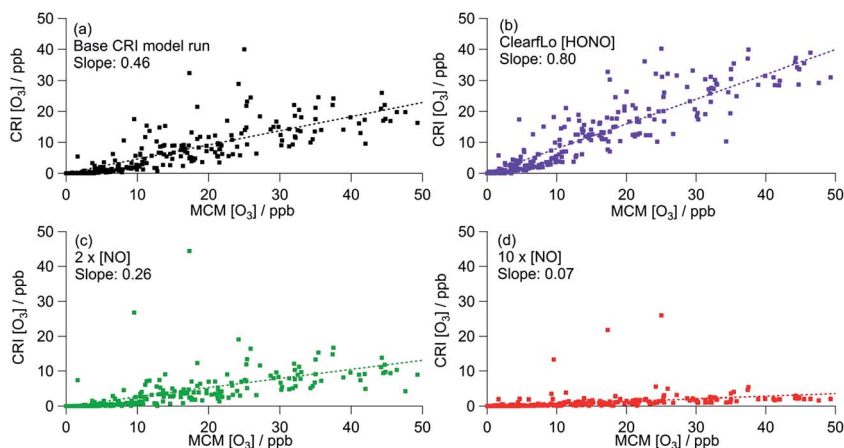 (a)
Base CRI model run
Slope: 0.46
CRI [O₃] / ppb
50
40
30
20
10
0
0 10 20 30 40 50
MCM [O₃] / ppb
(b)
ClearfLo [HONO]
Slope: 0.80
CRI [O₃] / ppb
50
40
30
20
10
0
0 10 20 30 40 50
MCM [O₃] / ppb
(c)
2 x [NO]
Slope: 0.26
CRI [O₃] / ppb
50
40
30
20
10
0
0 10 20 30 40 50
MCM [O₃] / ppb
(d)
10 x [NO]
Slope: 0.07
CRI [O₃] / ppb
50
40
30
20
10
0
0 10 20 30 40 50
MCM [O₃] / ppb